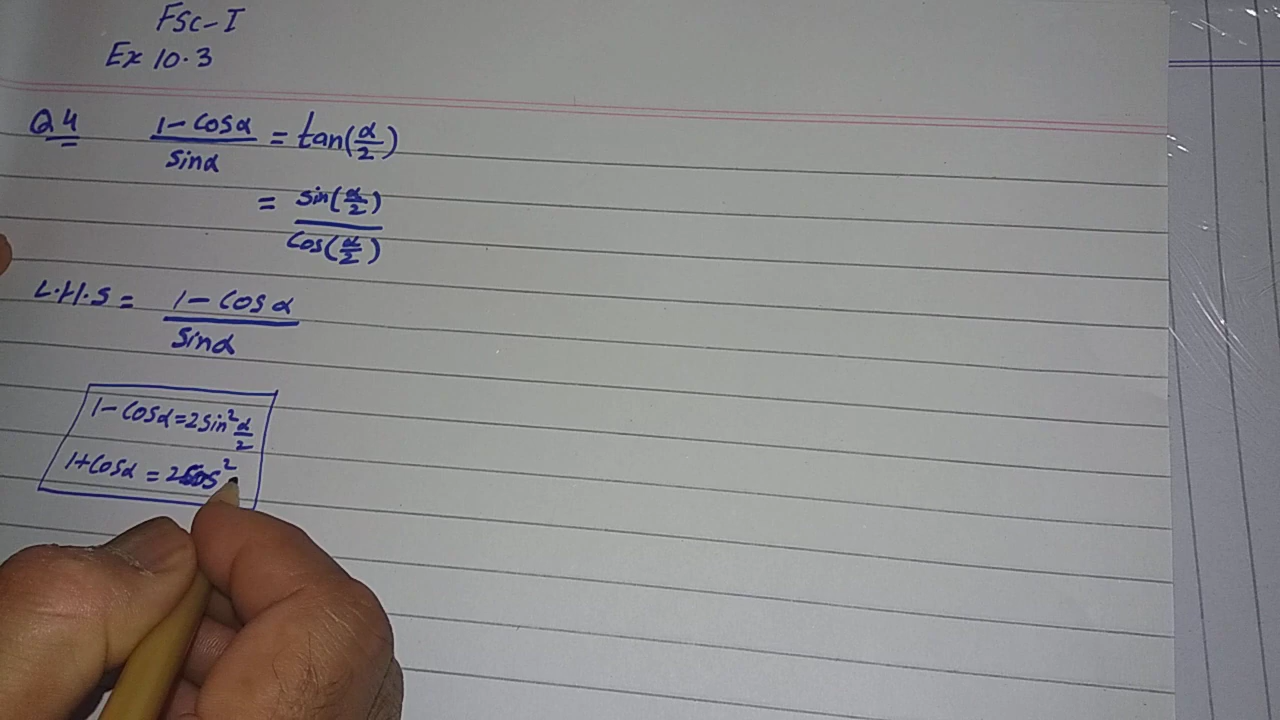 FSc-I
Ex 10.3
Q4 (1-Cosα)/(Sinα) = tan(α/2)
= Sin(α/2)/Cos(α/2)
L.H.S = (1-Cosα)/(Sinα)
1-Cosα=2Sin²α/2
1+Cosα = 2Cos²